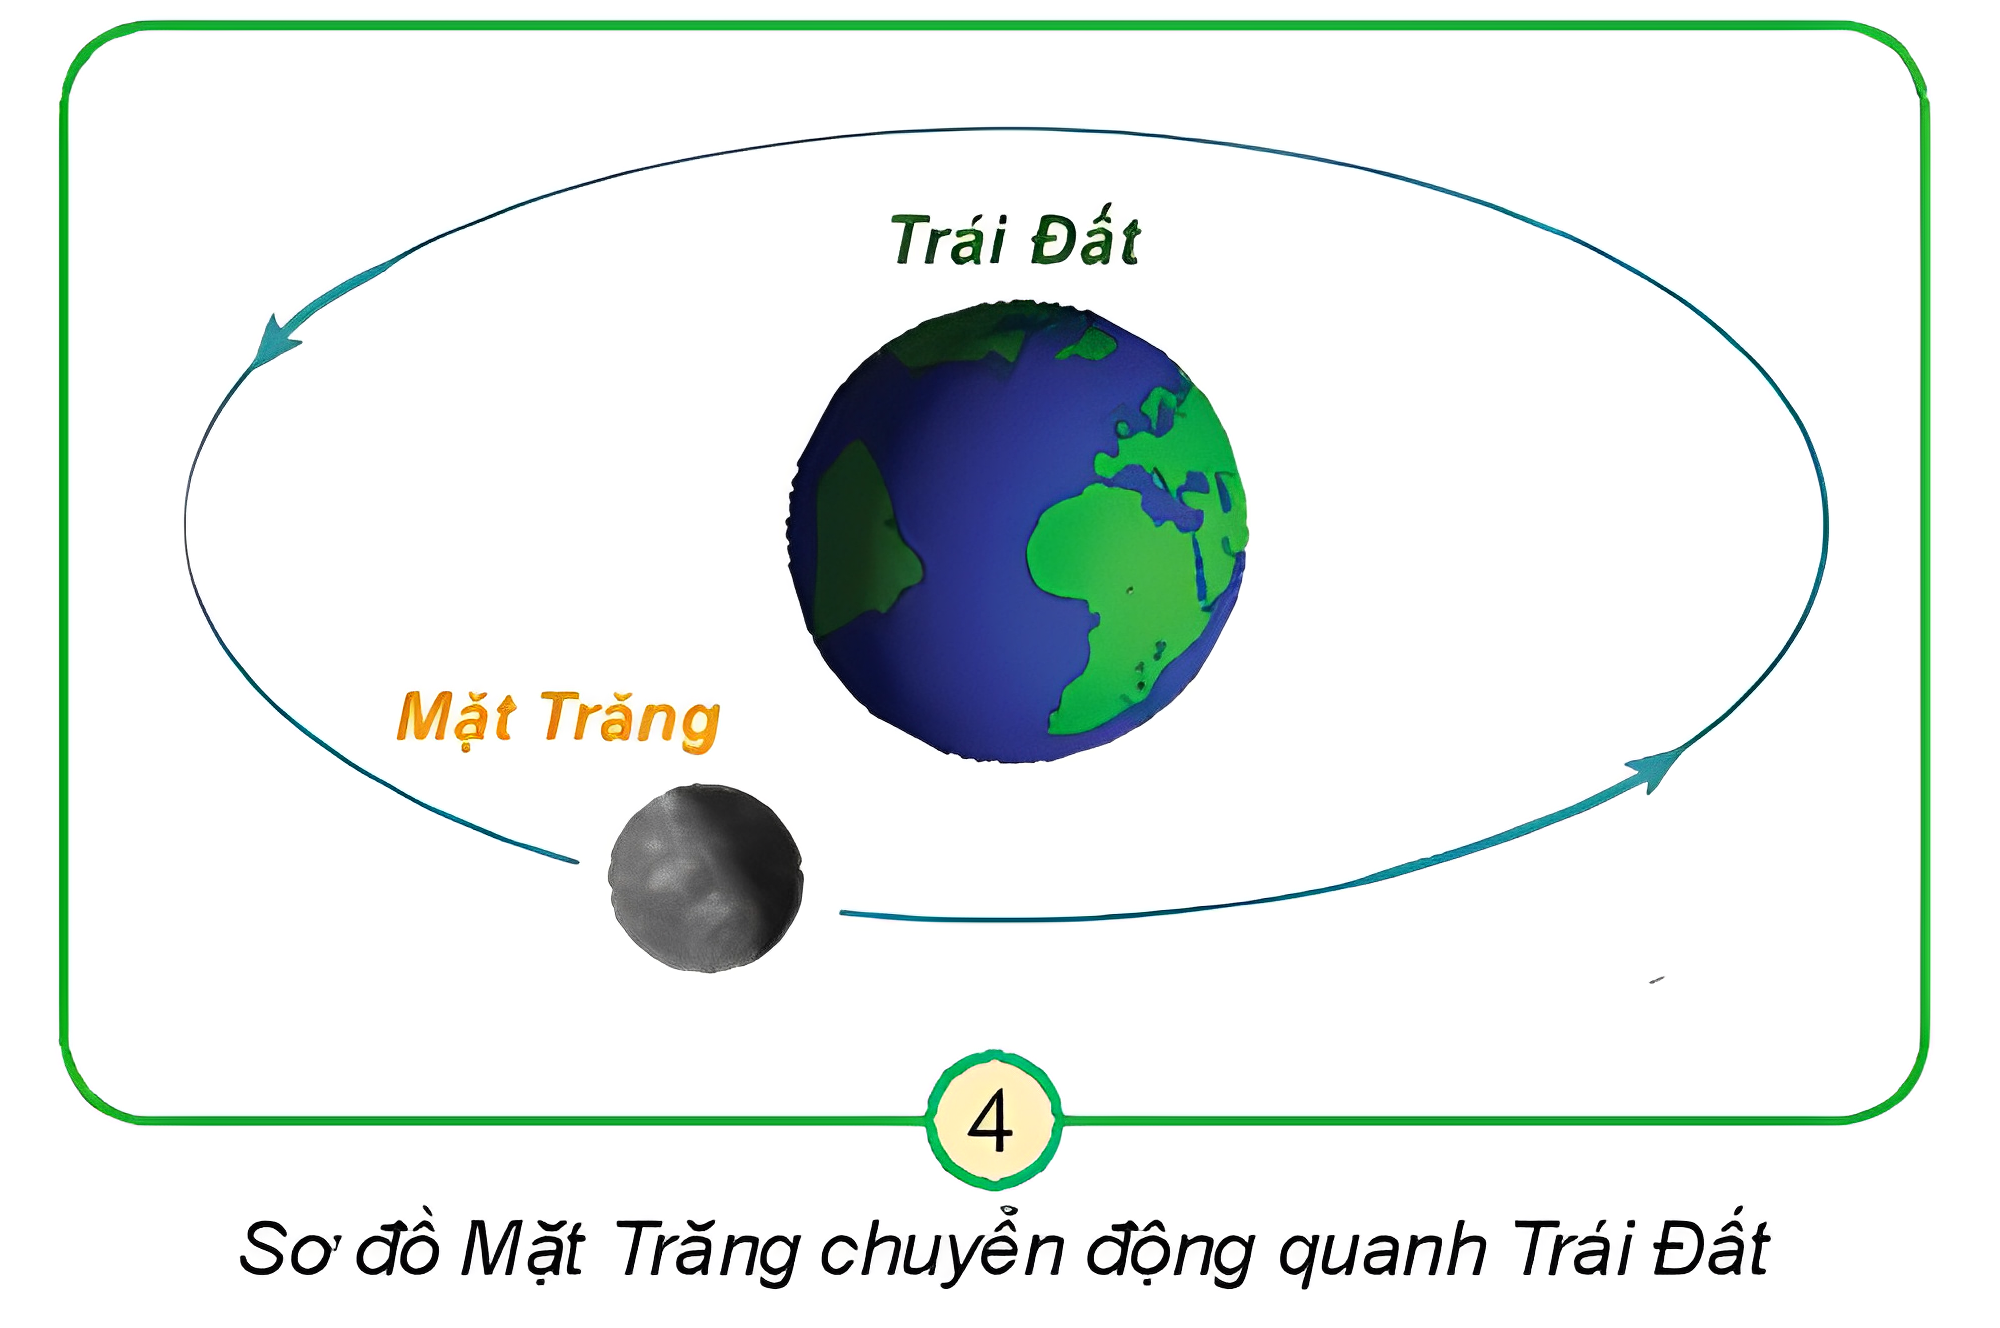 Trái Đất
Mặt Trăng
4
Sơ đồ Mặt Trăng chuyển động quanh Trái Đất